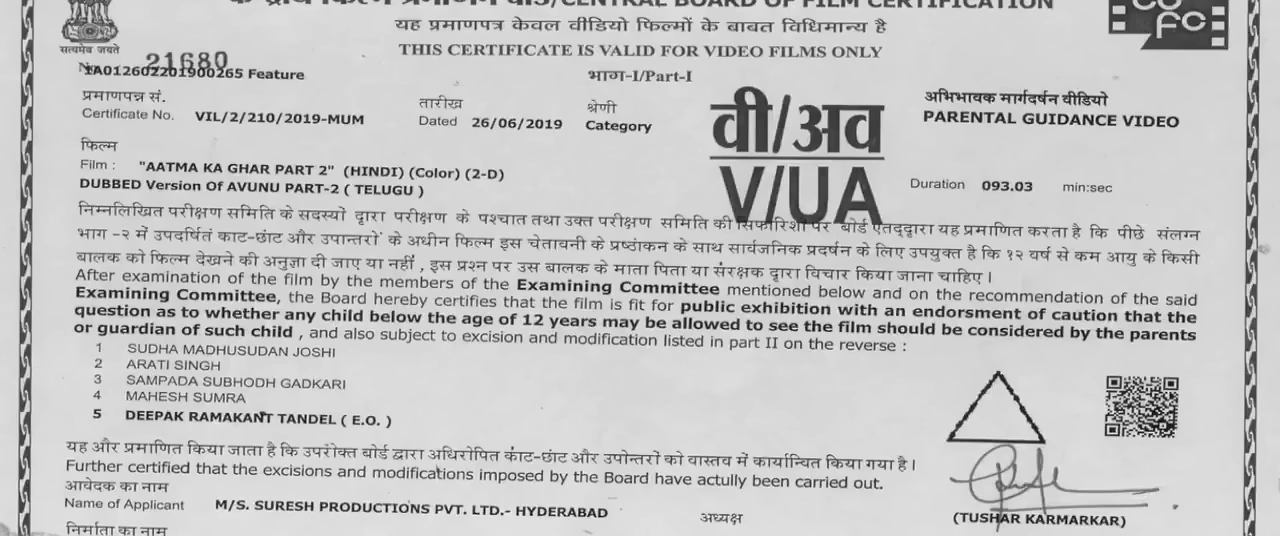 केन्द्रीय फिल्म प्रमाणन बोर्ड/CENTRAL BOARD OF FILM CERTIFICATION
यह प्रमाणपत्र केवल वीडियो फिल्मों के बाबत विधिमान्य है
THIS CERTIFICATE IS VALID FOR VIDEO FILMS ONLY
सत्यमेव जयते
21680
1A012602201900265 Feature
भाग-I/Part-I
प्रमाणपत्र सं.
Certificate No. VIL/2/210/2019-MUM
तारीख
Dated 26/06/2019
श्रेणी
Category
वी/अव
V/UA
अभिभावक मार्गदर्शन वीडियो
PARENTAL GUIDANCE VIDEO
फिल्म
Film : "AATMA KA GHAR PART 2" (HINDI) (Color) (2-D)
DUBBED Version Of AVUNU PART-2 ( TELUGU )
Duration 093.03 min:sec
निम्नलिखित परीक्षण समिति के सदस्यों द्वारा परीक्षण के पश्चात तथा उक्त परीक्षण समिति की सिफारिशों पर बोर्ड एतद्द्वारा यह प्रमाणित करता है कि पीछे संलग्न
भाग -२ में उपदर्षित काट-छांट और उपान्तरों के अधीन फिल्म इस चेतावनी के प्रष्ठांकन के साथ सार्वजनिक प्रदर्षन के लिए उपयुक्त है कि १२ वर्ष से कम आयु के किसी
बालक को फिल्म देखने की अनुज्ञा दी जाए या नहीं , इस प्रश्न पर उस बालक के माता पिता या संरक्षक द्वारा विचार किया जाना चाहिए ।
After examination of the film by the members of the Examining Committee mentioned below and on the recommendation of the said
Examining Committee, the Board hereby certifies that the film is fit for public exhibition with an endorsment of caution that the
question as to whether any child below the age of 12 years may be allowed to see the film should be considered by the parents
or guardian of such child , and also subject to excision and modification listed in part II on the reverse :
1 SUDHA MADHUSUDAN JOSHI
2 ARATI SINGH
3 SAMPADA SUBHODH GADKARI
4 MAHESH SUMRA
5 DEEPAK RAMAKANT TANDEL ( E.O. )
यह और प्रमाणित किया जाता है कि उपरोक्त बोर्ड द्वारा अधिरोपित काट-छांट और उपोन्तरों को वास्तव में कार्यान्वित किया गया है ।
Further certified that the excisions and modifications imposed by the Board have actully been carried out.
आवेदक का नाम
Name of Applicant M/S. SURESH PRODUCTIONS PVT. LTD.- HYDERABAD
अध्यक्ष
(TUSHAR KARMARKAR)
निर्माता का नाम